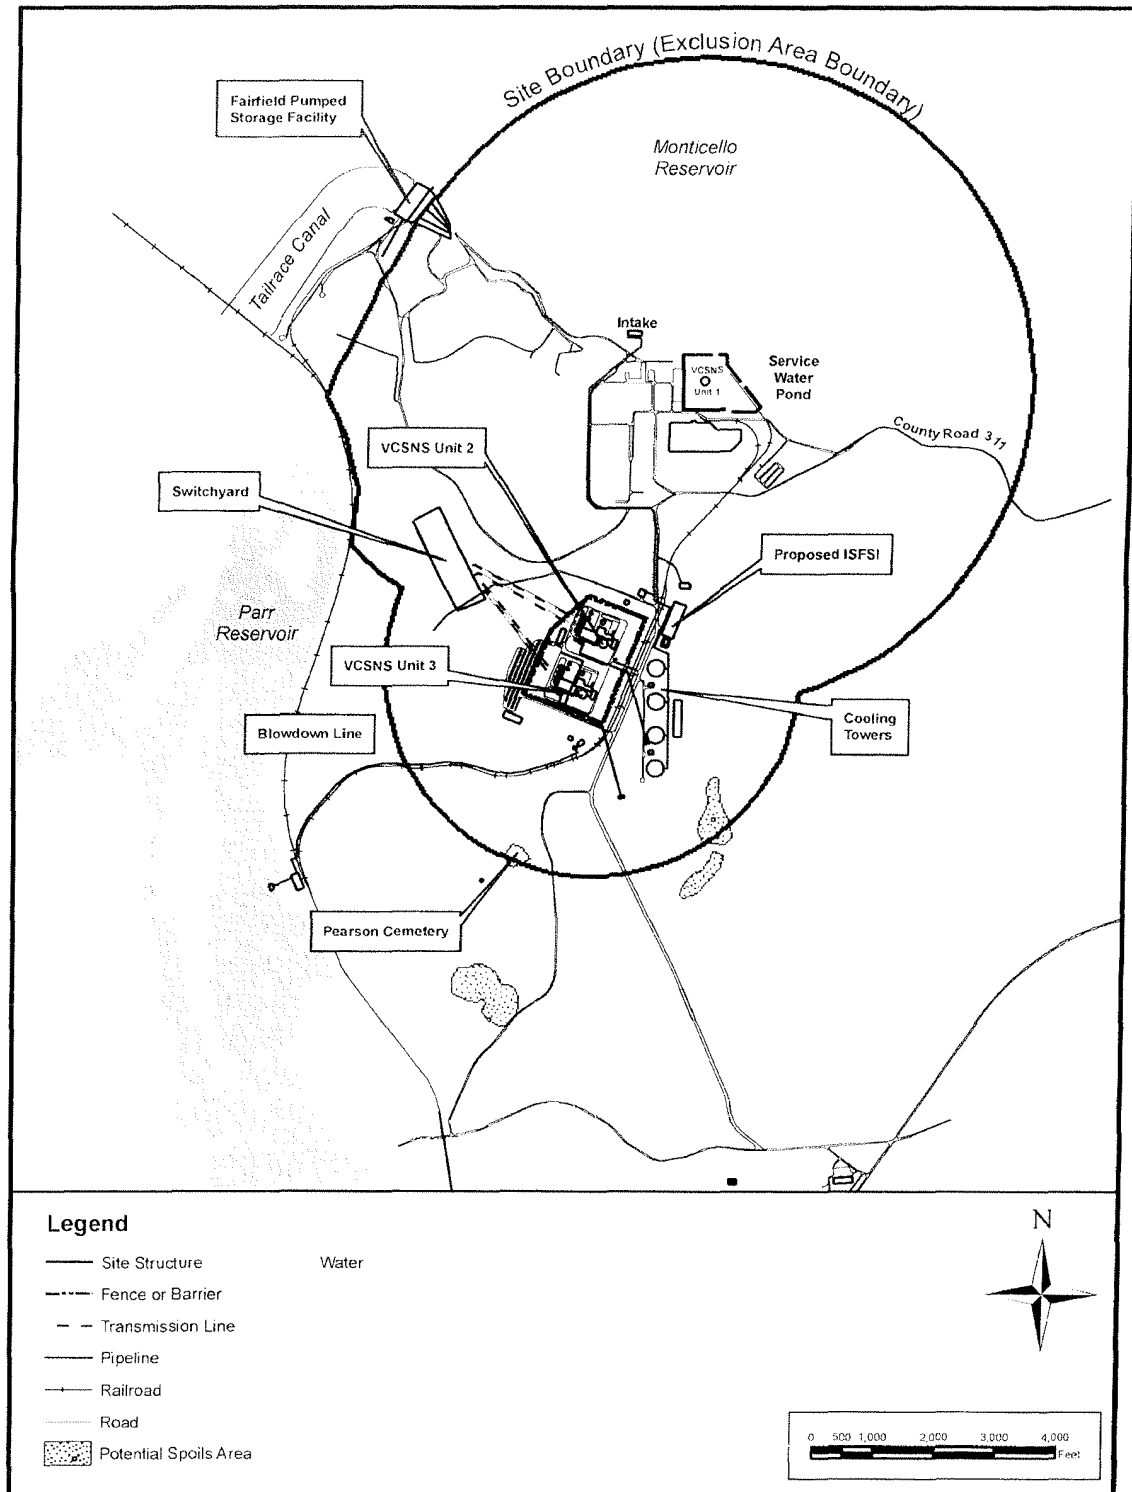 Site Boundary (Exclusion Area Boundary)
Fairfield Pumped
Storage Facility
Monticello
Reservoir
Tailrace Canal
Intake
VCSNS
Unit 1
Service
Water
Pond
County Road 311
VCSNS Unit 2
Switchyard
Proposed ISFSI
Parr
Reservoir
VCSNS Unit 3
Blowdown Line
Cooling
Towers
Pearson Cemetery
Legend
Site Structure
Water
Fence or Barrier
Transmission Line
Pipeline
Railroad
Road
Potential Spoils Area
N
0 500 1,000 2,000 3,000 4,000
Feet